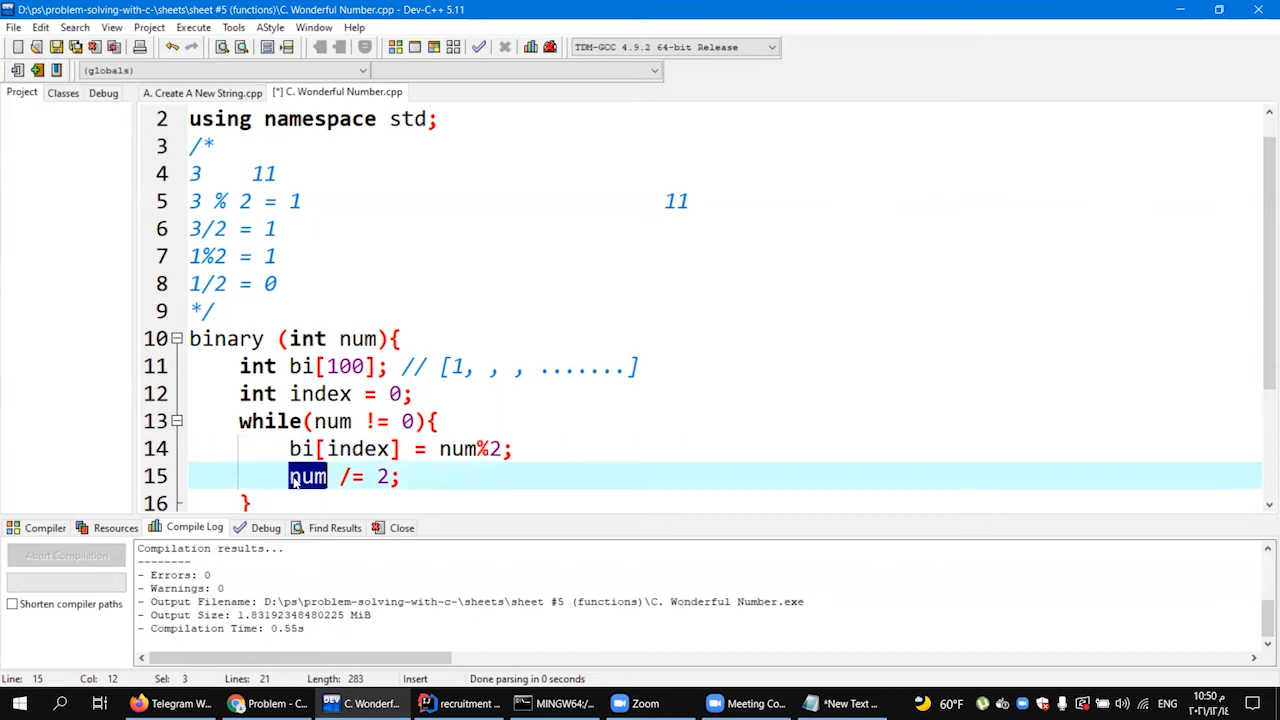 D:\ps\problem-solving-with-c-\sheets\sheet #5 (functions)\C. Wonderful Number.cpp - Dev-C++ 5.11
File Edit Search View Project Execute Tools AStyle Window Help
TDM-GCC 4.9.2 64-bit Release
(globals)
Project Classes Debug A. Create A New String.cpp [*] C. Wonderful Number.cpp
2 using namespace std;
3 /*
4 3 11
5 3 % 2 = 1 11
6 3/2 = 1
7 1%2 = 1
8 1/2 = 0
9 */
10 binary (int num){
11 int bi[100]; // [1, , , .......]
12 int index = 0;
13 while(num != 0){
14 bi[index] = num%2;
15 num /= 2;
16 }
Compiler Resources Compile Log Debug Find Results Close
Abort Compilation
Shorten compiler paths
Compilation results...
--------
- Errors: 0
- Warnings: 0
- Output Filename: D:\ps\problem-solving-with-c-\sheets\sheet #5 (functions)\C. Wonderful Number.exe
- Output Size: 1.83192348480225 MiB
- Compilation Time: 0.55s
Line: 15 Col: 12 Sel: 3 Lines: 21 Length: 283 Insert Done parsing in 0 seconds
Telegram W... Problem - C... C. Wonderf... recruitment ... MINGW64:/... Zoom Meeting Co... *New Text ... 60°F ENG 10:50